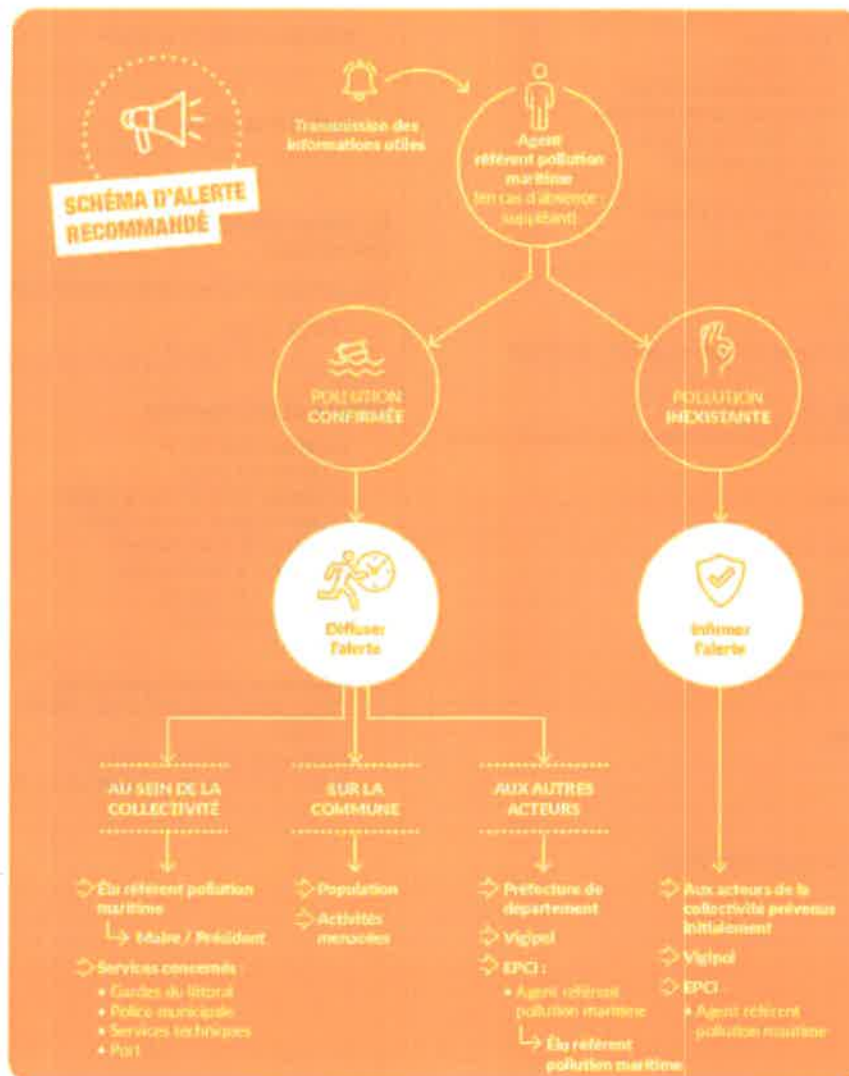 SCHÉMA D'ALERTE
RECOMMANDÉ
Transmission des
informations utiles
Agent
référent pollution
maritime
(en cas d'absence :
suppléant)
POLLUTION
CONFIRMÉE
POLLUTION
INEXISTANTE
Diffuser
l'alerte
Infirmer
l'alerte
AU SEIN DE LA
COLLECTIVITÉ
SUR LA
COMMUNE
AUX AUTRES
ACTEURS
Élu référent pollution
maritime
Maire / Président
Services concernés :
• Gardes du littoral
• Police municipale
• Services techniques
• Port
Population
Activités
menacées
Préfecture de
département
Vigipol
EPCI :
• Agent référent
pollution maritime
Élu référent
pollution maritime
Aux acteurs de la
collectivité prévenus
initialement
Vigipol
EPCI :
• Agent référent
pollution maritime